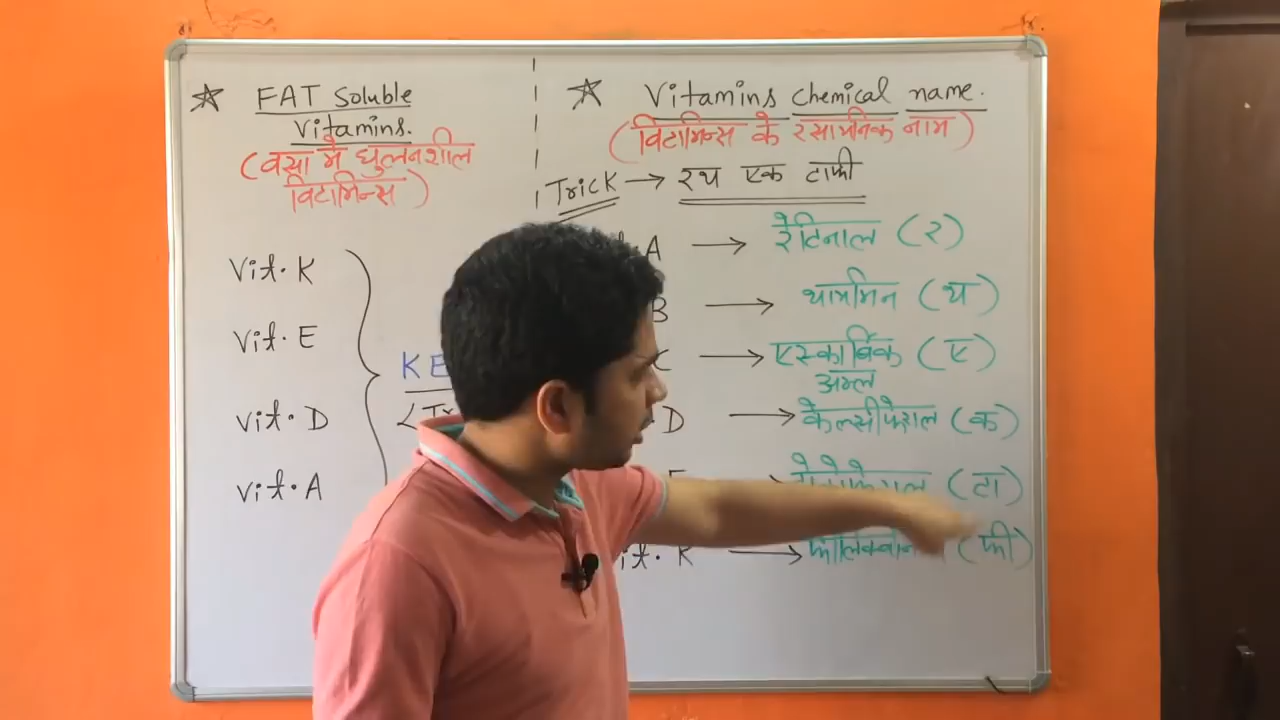 FAT Soluble
Vitamins.
(वसा में घुलनशील
विटामिन्स)
Vit. K
Vit. E
Vit. D
Vit. A
K E
Vitamins chemical name.
(विटामिन्स के रसायनिक नाम)
Trick → रथ एक टाफी
A → रेटिनाल (र)
B → थायमिन (थ)
C → एस्कार्बिक (ए)
अम्ल
D → केल्सीफेराल (क)
(टा)
Vit. K → (फी)